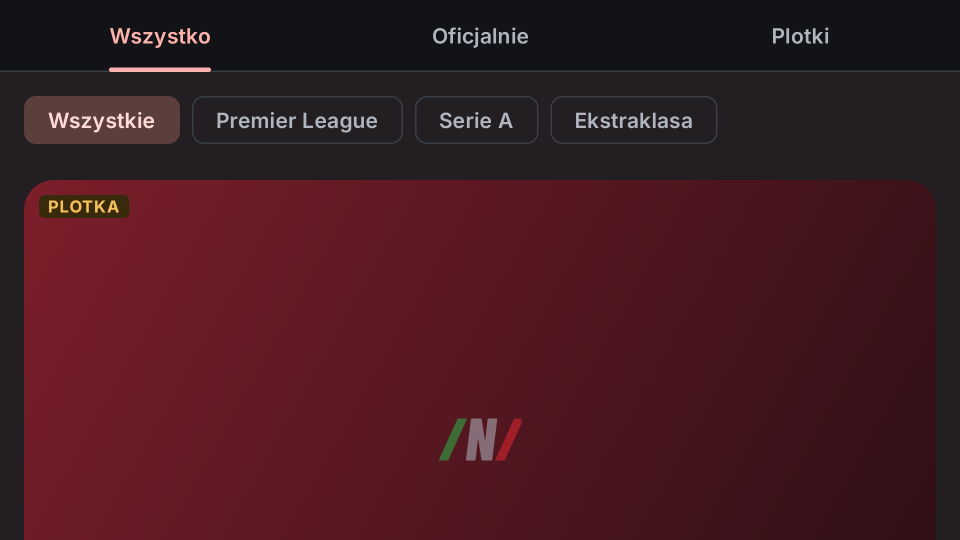 Wszystko Oficjalnie Plotki
Wszystkie Premier League Serie A Ekstraklasa
PLOTKA
/N/